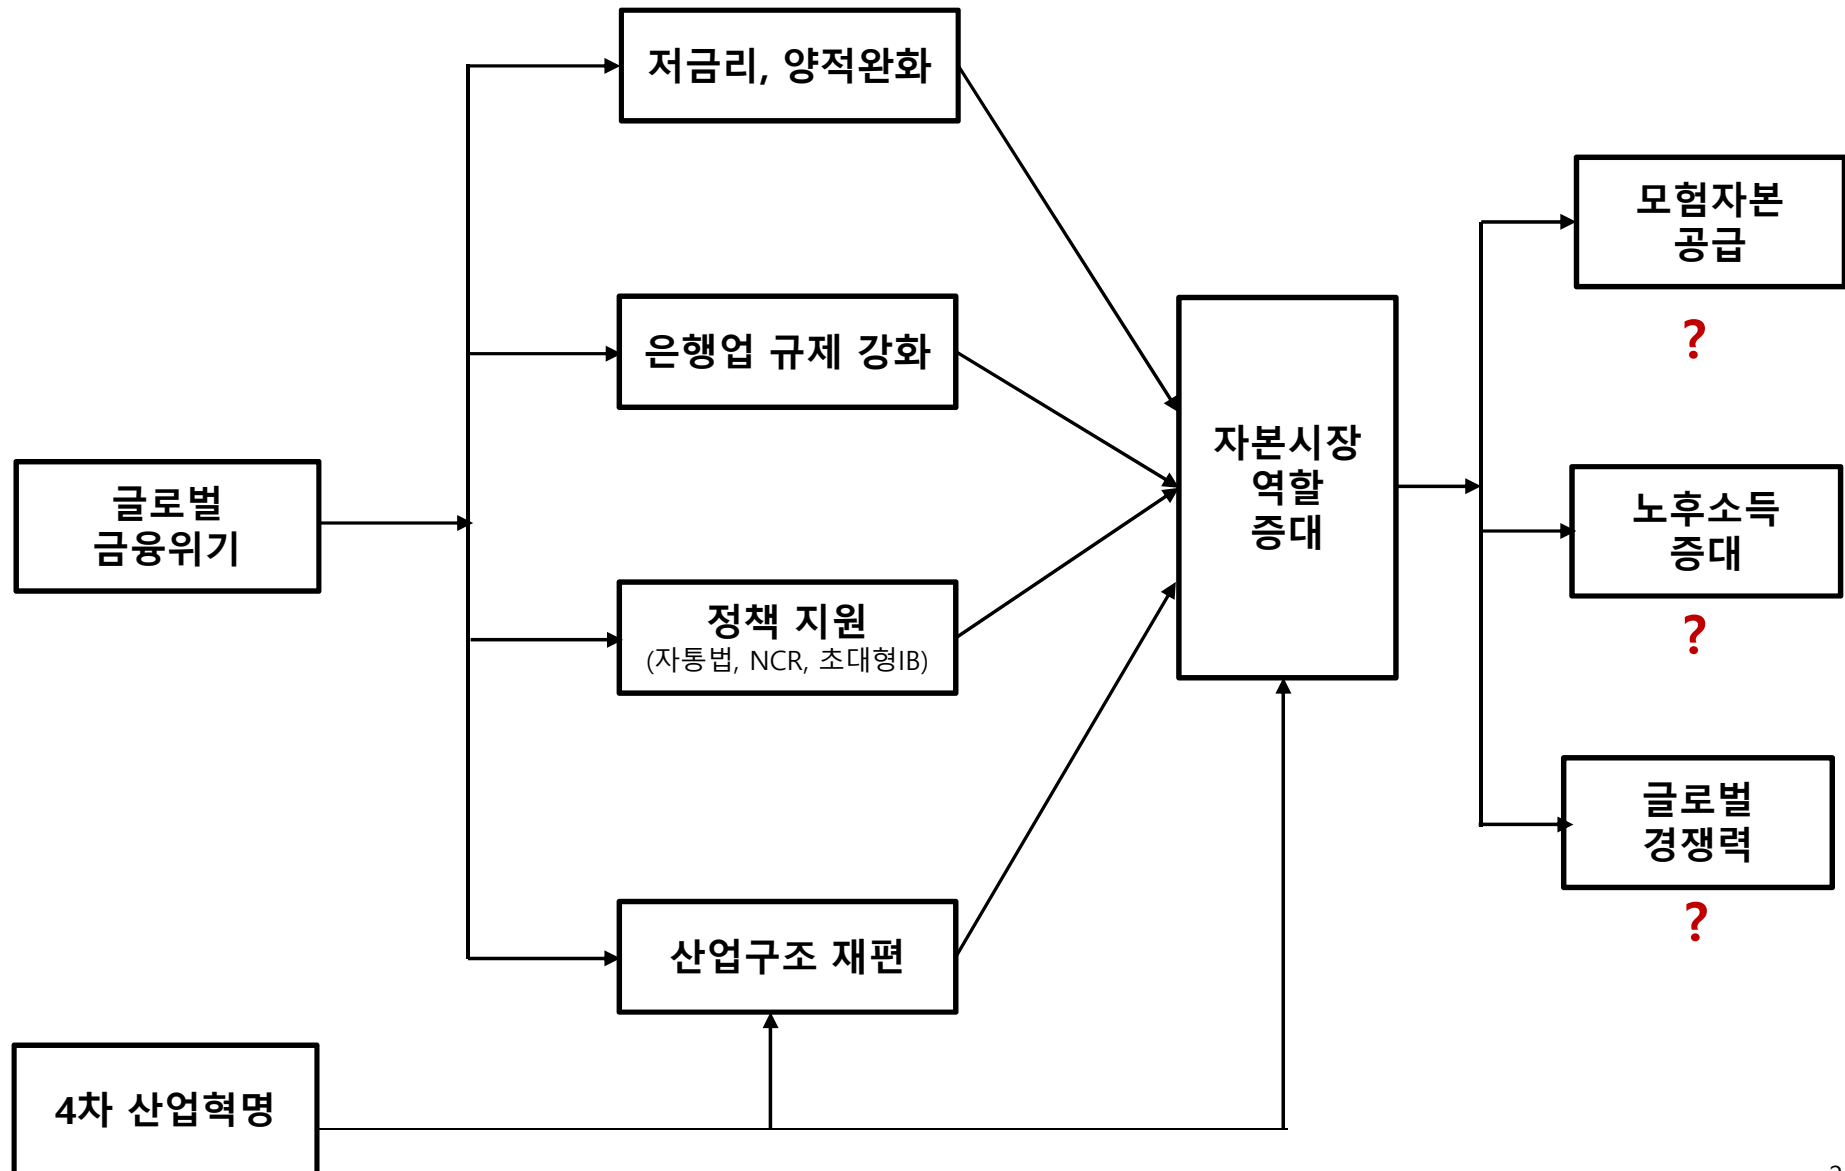 저금리, 양적완화
은행업 규제 강화
글로벌
금융위기
정책 지원
(자통법, NCR, 초대형IB)
산업구조 재편
4차 산업혁명
자본시장
역할
증대
모험자본
공급
?
노후소득
증대
?
글로벌
경쟁력
?